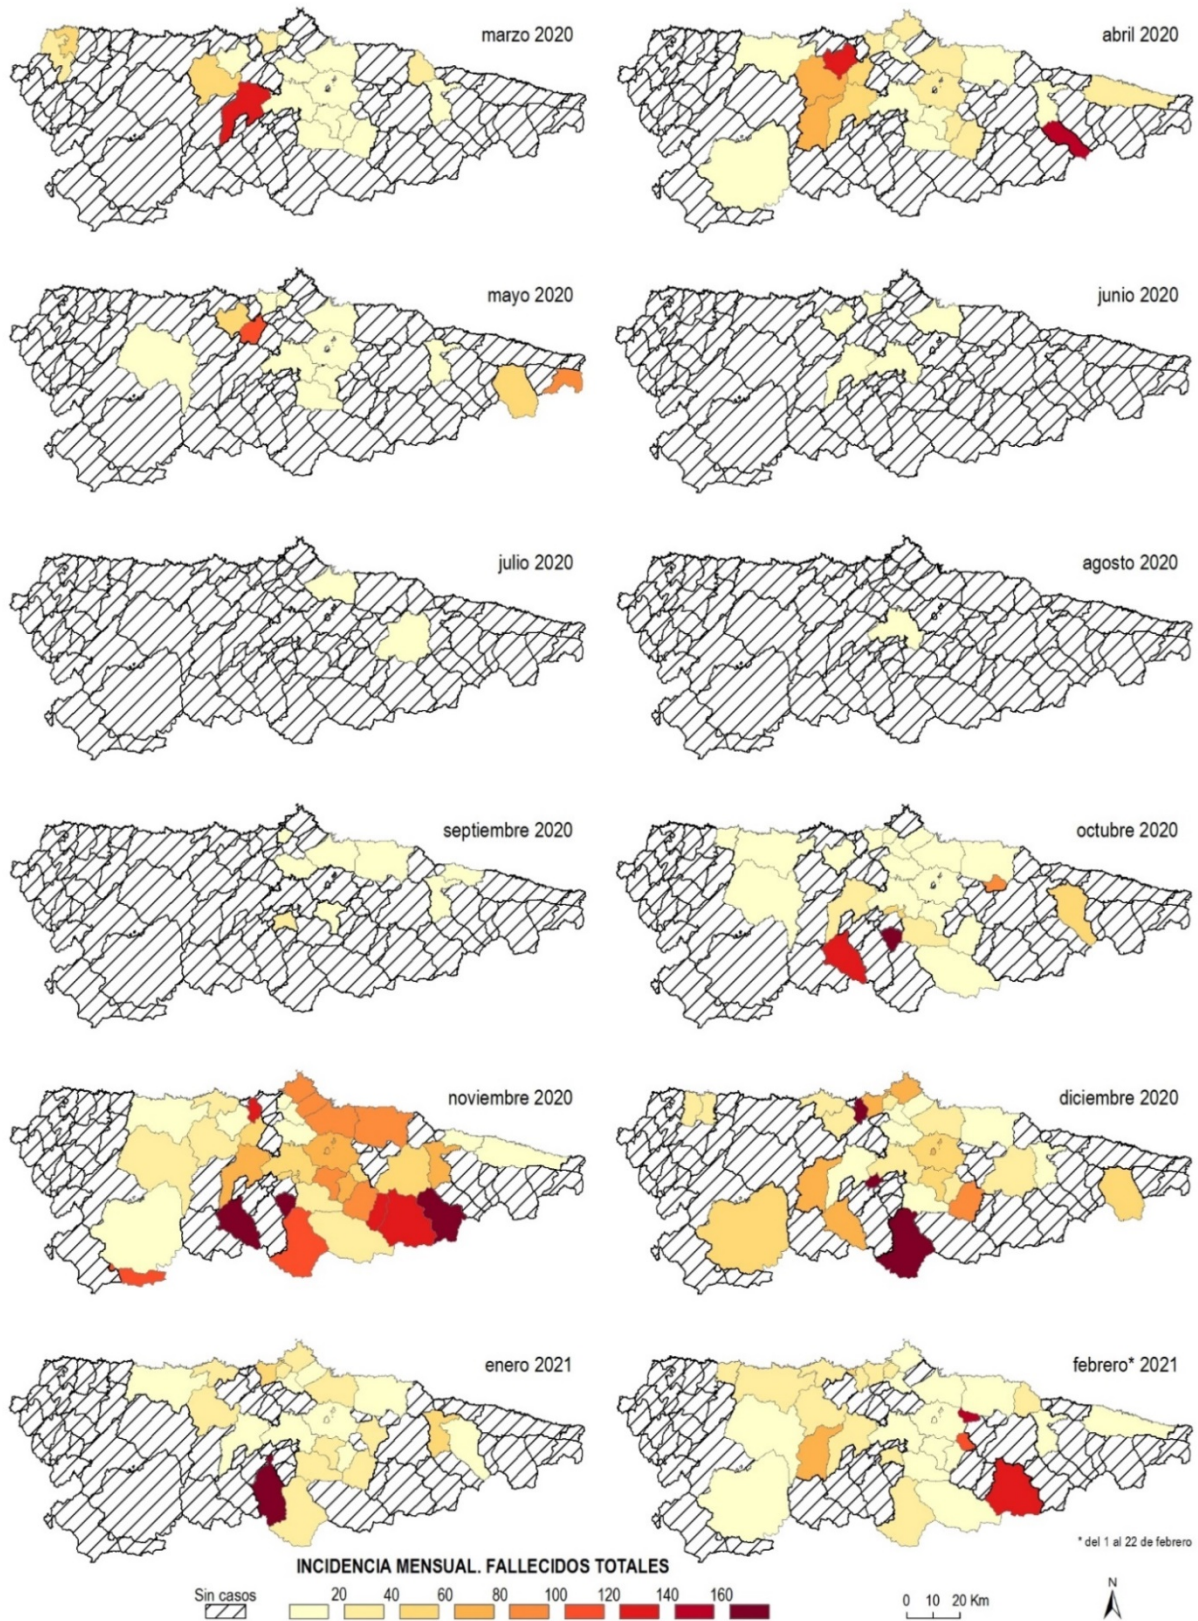 marzo 2020
abril 2020
mayo 2020
junio 2020
julio 2020
agosto 2020
septiembre 2020
octubre 2020
noviembre 2020
diciembre 2020
enero 2021
febrero* 2021
* del 1 al 22 de febrero
INCIDENCIA MENSUAL. FALLECIDOS TOTALES
Sin casos 20 40 60 80 100 120 140 160
0 10 20 Km
N